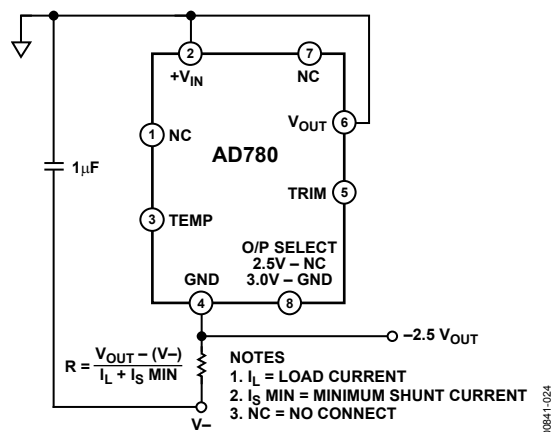 2
7
+VIN
NC
VOUT
6
1
NC
AD780
1μF
TRIM
5
3
TEMP
O/P SELECT
2.5V – NC
3.0V – GND
GND
4
8
–2.5 VOUT
R = VOUT – (V–)
IL + IS MIN
NOTES
1. IL = LOAD CURRENT
2. IS MIN = MINIMUM SHUNT CURRENT
3. NC = NO CONNECT
V–
00841-024